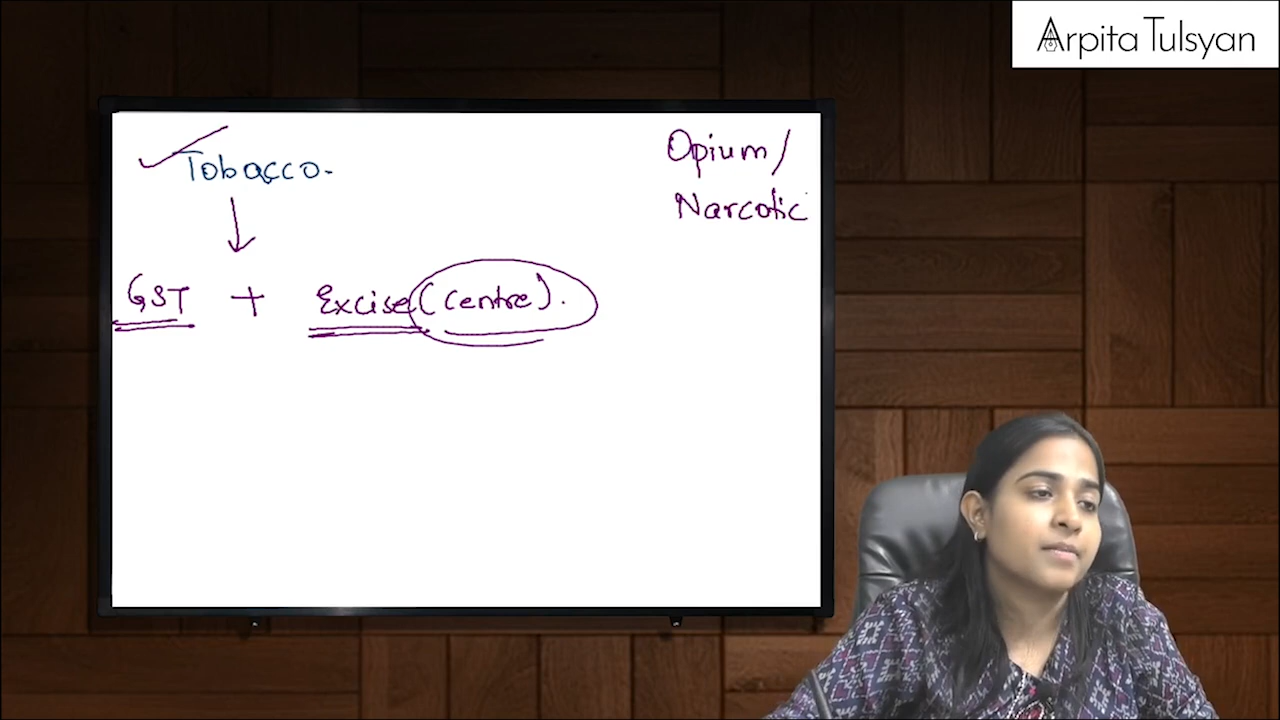 Arpita Tulsyan
Tobacco.
Opium/
Narcotic
GST + Excise (Centre).